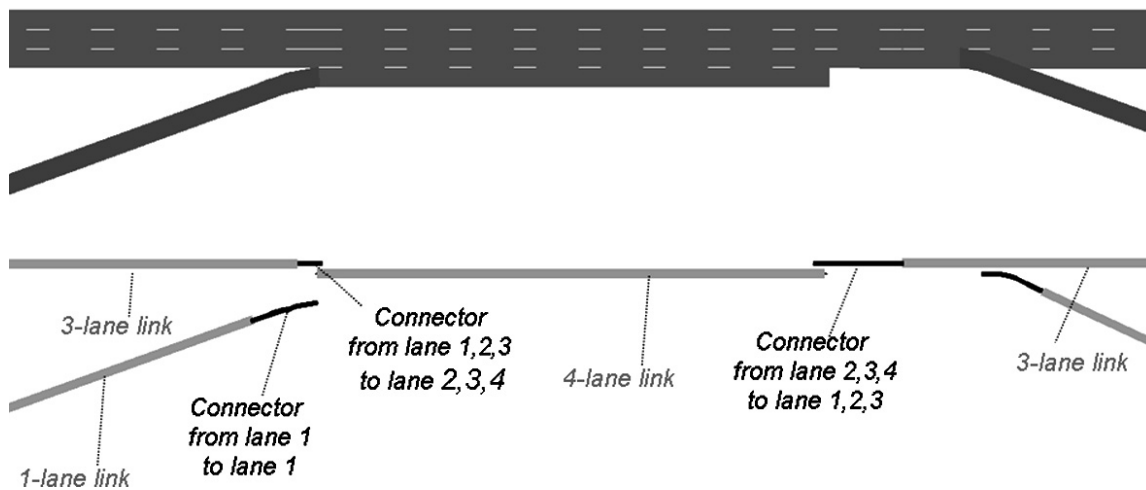 3-lane link
1-lane link
Connector
from lane 1
to lane 1
Connector
from lane 1,2,3
to lane 2,3,4
4-lane link
Connector
from lane 2,3,4
to lane 1,2,3
3-lane link